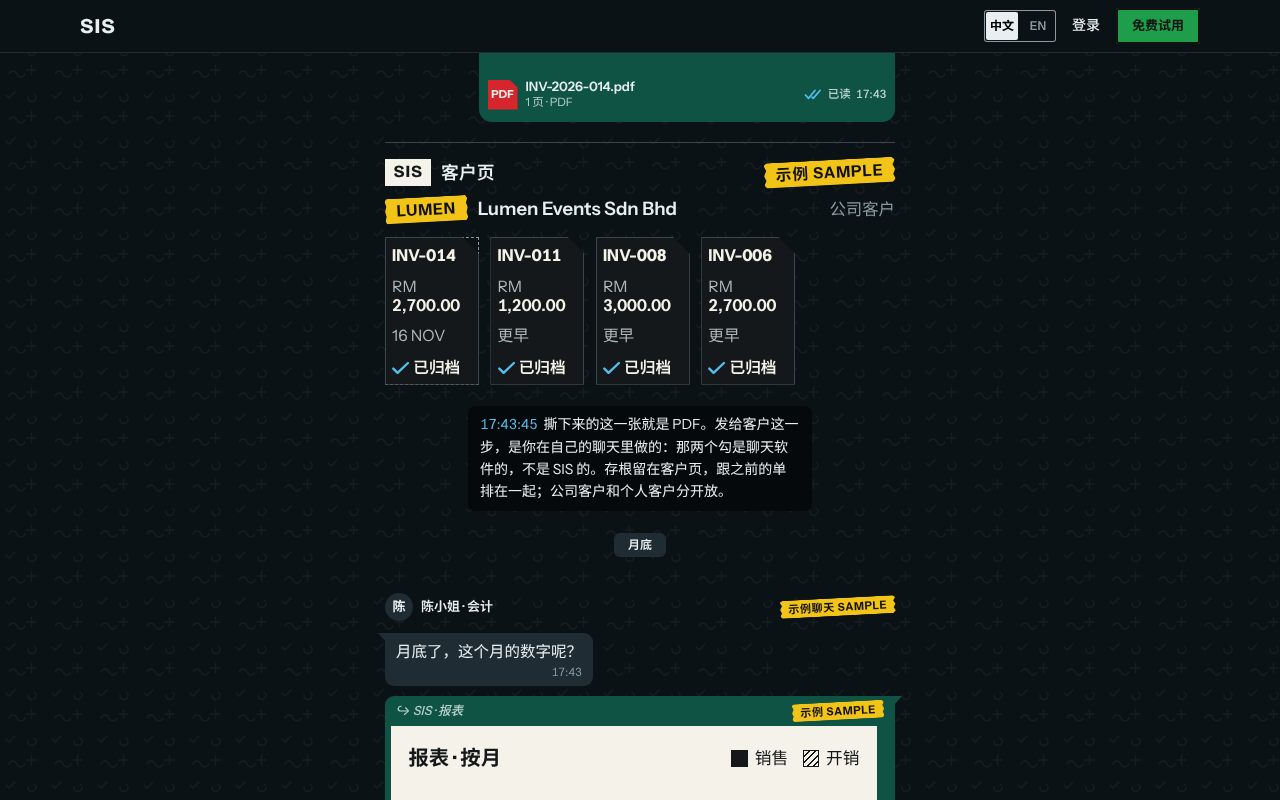 SIS
中文 EN 登录 免费试用
PDF INV-2026-014.pdf
1 页 · PDF
已读 17:43
SIS 客户页 示例 SAMPLE
LUMEN Lumen Events Sdn Bhd 公司客户
INV-014
RM
2,700.00
16 NOV
已归档
INV-011
RM
1,200.00
更早
已归档
INV-008
RM
3,000.00
更早
已归档
INV-006
RM
2,700.00
更早
已归档
17:43:45 撕下来的这一张就是 PDF。发给客户这一
步，是你在自己的聊天里做的：那两个勾是聊天软
件的，不是 SIS 的。存根留在客户页，跟之前的单
排在一起；公司客户和个人客户分开放。
月底
陈 陈小姐 · 会计 示例聊天 SAMPLE
月底了，这个月的数字呢？
17:43
SIS · 报表 示例 SAMPLE
报表 · 按月 销售 开销